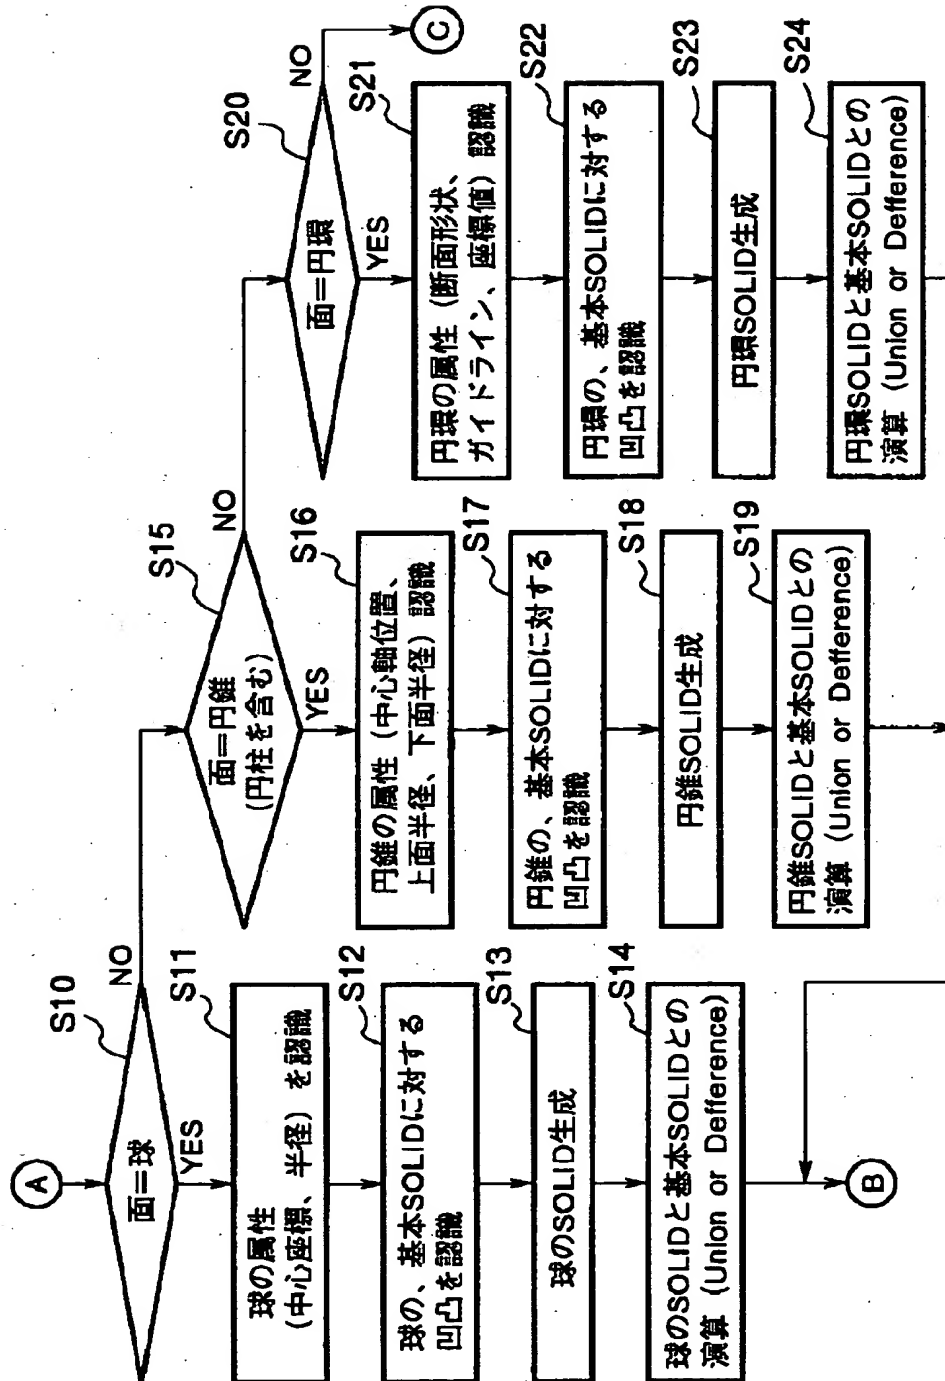 A
S10
面=球
NO
YES
S11
球の属性
(中心座標、半径) を認識
S12
球の、基本SOLIDに対する
凹凸を認識
S13
球のSOLID生成
S14
球のSOLIDと基本SOLIDとの
演算 (Union or Defference)
B
S15
面=円錐
(円柱を含む)
NO
YES
S16
円錐の属性 (中心軸位置、
上面半径、下面半径) 認識
S17
円錐の、基本SOLIDに対する
凹凸を認識
S18
円錐SOLID生成
S19
円錐SOLIDと基本SOLIDとの
演算 (Union or Defference)
S20
面=円環
NO
YES
C
S21
円環の属性 (断面形状、
ガイドライン、座標値) 認識
S22
円環の、基本SOLIDに対する
凹凸を認識
S23
円環SOLID生成
S24
円環SOLIDと基本SOLIDとの
演算 (Union or Defference)